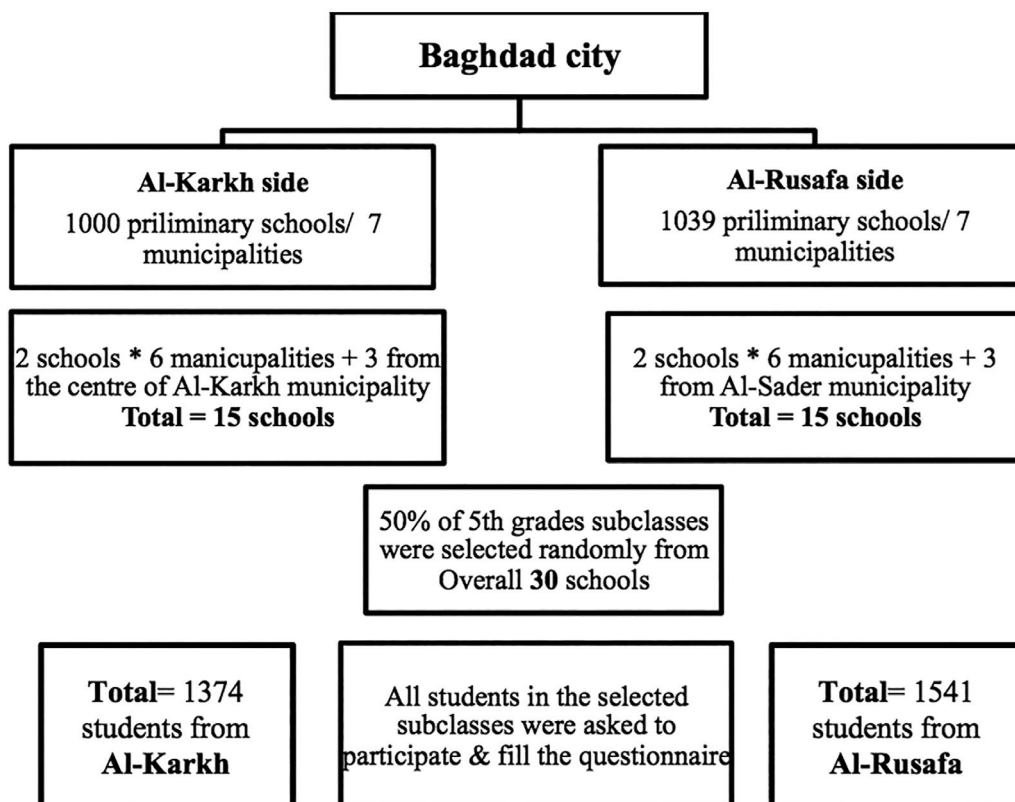 Baghdad city
Al-Karkh side
1000 priliminary schools/ 7
municipalities
Al-Rusafa side
1039 priliminary schools/ 7
municipalities
2 schools * 6 manicupalities + 3 from
the centre of Al-Karkh municipality
Total = 15 schools
2 schools * 6 manicupalities + 3
from Al-Sader municipality
Total = 15 schools
50% of 5th grades subclasses
were selected randomly from
Overall 30 schools
Total= 1374
students from
Al-Karkh
All students in the selected
subclasses were asked to
participate & fill the questionnaire
Total= 1541
students from
Al-Rusafa